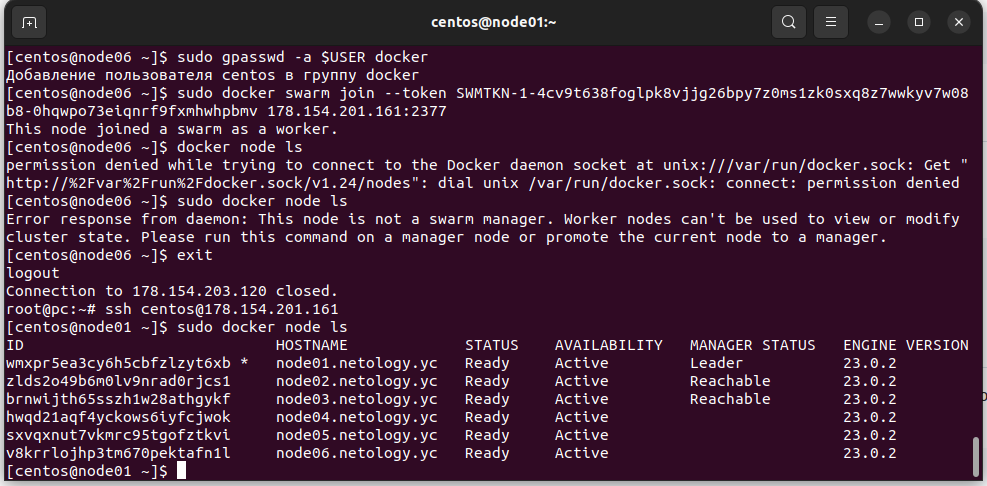 centos@node01:~
[centos@node06 ~]$ sudo gpasswd -a $USER docker
Добавление пользователя centos в группу docker
[centos@node06 ~]$ sudo docker swarm join --token SWMTKN-1-4cv9t638foglpk8vjjg26bpy7z0ms1zk0sxq8z7wwkyv7w08
b8-0hqwpo73eiqnrf9fxmhwhpbmv 178.154.201.161:2377
This node joined a swarm as a worker.
[centos@node06 ~]$ docker node ls
permission denied while trying to connect to the Docker daemon socket at unix:///var/run/docker.sock: Get "
http://%2Fvar%2Frun%2Fdocker.sock/v1.24/nodes": dial unix /var/run/docker.sock: connect: permission denied
[centos@node06 ~]$ sudo docker node ls
Error response from daemon: This node is not a swarm manager. Worker nodes can't be used to view or modify
cluster state. Please run this command on a manager node or promote the current node to a manager.
[centos@node06 ~]$ exit
logout
Connection to 178.154.203.120 closed.
root@pc:~# ssh centos@178.154.201.161
[centos@node01 ~]$ sudo docker node ls
ID HOSTNAME STATUS AVAILABILITY MANAGER STATUS ENGINE VERSION
wmxpr5ea3cy6h5cbfzlzyt6xb * node01.netology.yc Ready Active Leader 23.0.2
zlds2o49b6m0lv9nrad0rjcs1 node02.netology.yc Ready Active Reachable 23.0.2
brnwijth65sszh1w28athgykf node03.netology.yc Ready Active Reachable 23.0.2
hwqd21aqf4yckows6iyfcjwok node04.netology.yc Ready Active 23.0.2
sxvqxnut7vkmrc95tgofztkvi node05.netology.yc Ready Active 23.0.2
v8krrlojhp3tm670pektafn1l node06.netology.yc Ready Active 23.0.2
[centos@node01 ~]$